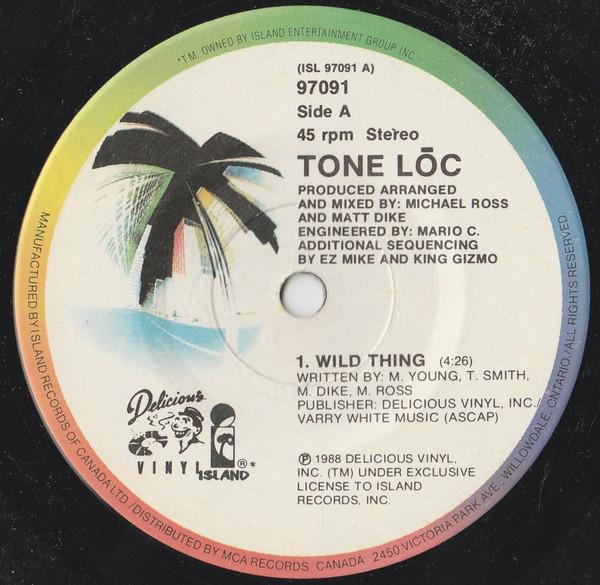 *T.M. OWNED BY ISLAND ENTERTAINMENT GROUP INC
(ISL 97091 A)
97091
Side A
45 rpm Stereo
TONE LŌC
PRODUCED ARRANGED
AND MIXED BY: MICHAEL ROSS
AND MATT DIKE
ENGINEERED BY: MARIO C.
ADDITIONAL SEQUENCING
BY EZ MIKE AND KING GIZMO
1. WILD THING (4:26)
WRITTEN BY: M. YOUNG, T. SMITH,
M. DIKE, M. ROSS
PUBLISHER: DELICIOUS VINYL, INC./
VARRY WHITE MUSIC (ASCAP)
Ⓟ 1988 DELICIOUS VINYL,
INC. (TM) UNDER EXCLUSIVE
LICENSE TO ISLAND
RECORDS, INC.
Delicious
VINYL
ISLAND ®*
MANUFACTURED BY ISLAND RECORDS OF CANADA LTD./DISTRIBUTED BY MCA RECORDS CANADA 2450 VICTORIA PARK AVE., WILLOWDALE, ONTARIO./ALL RIGHTS RESERVED.